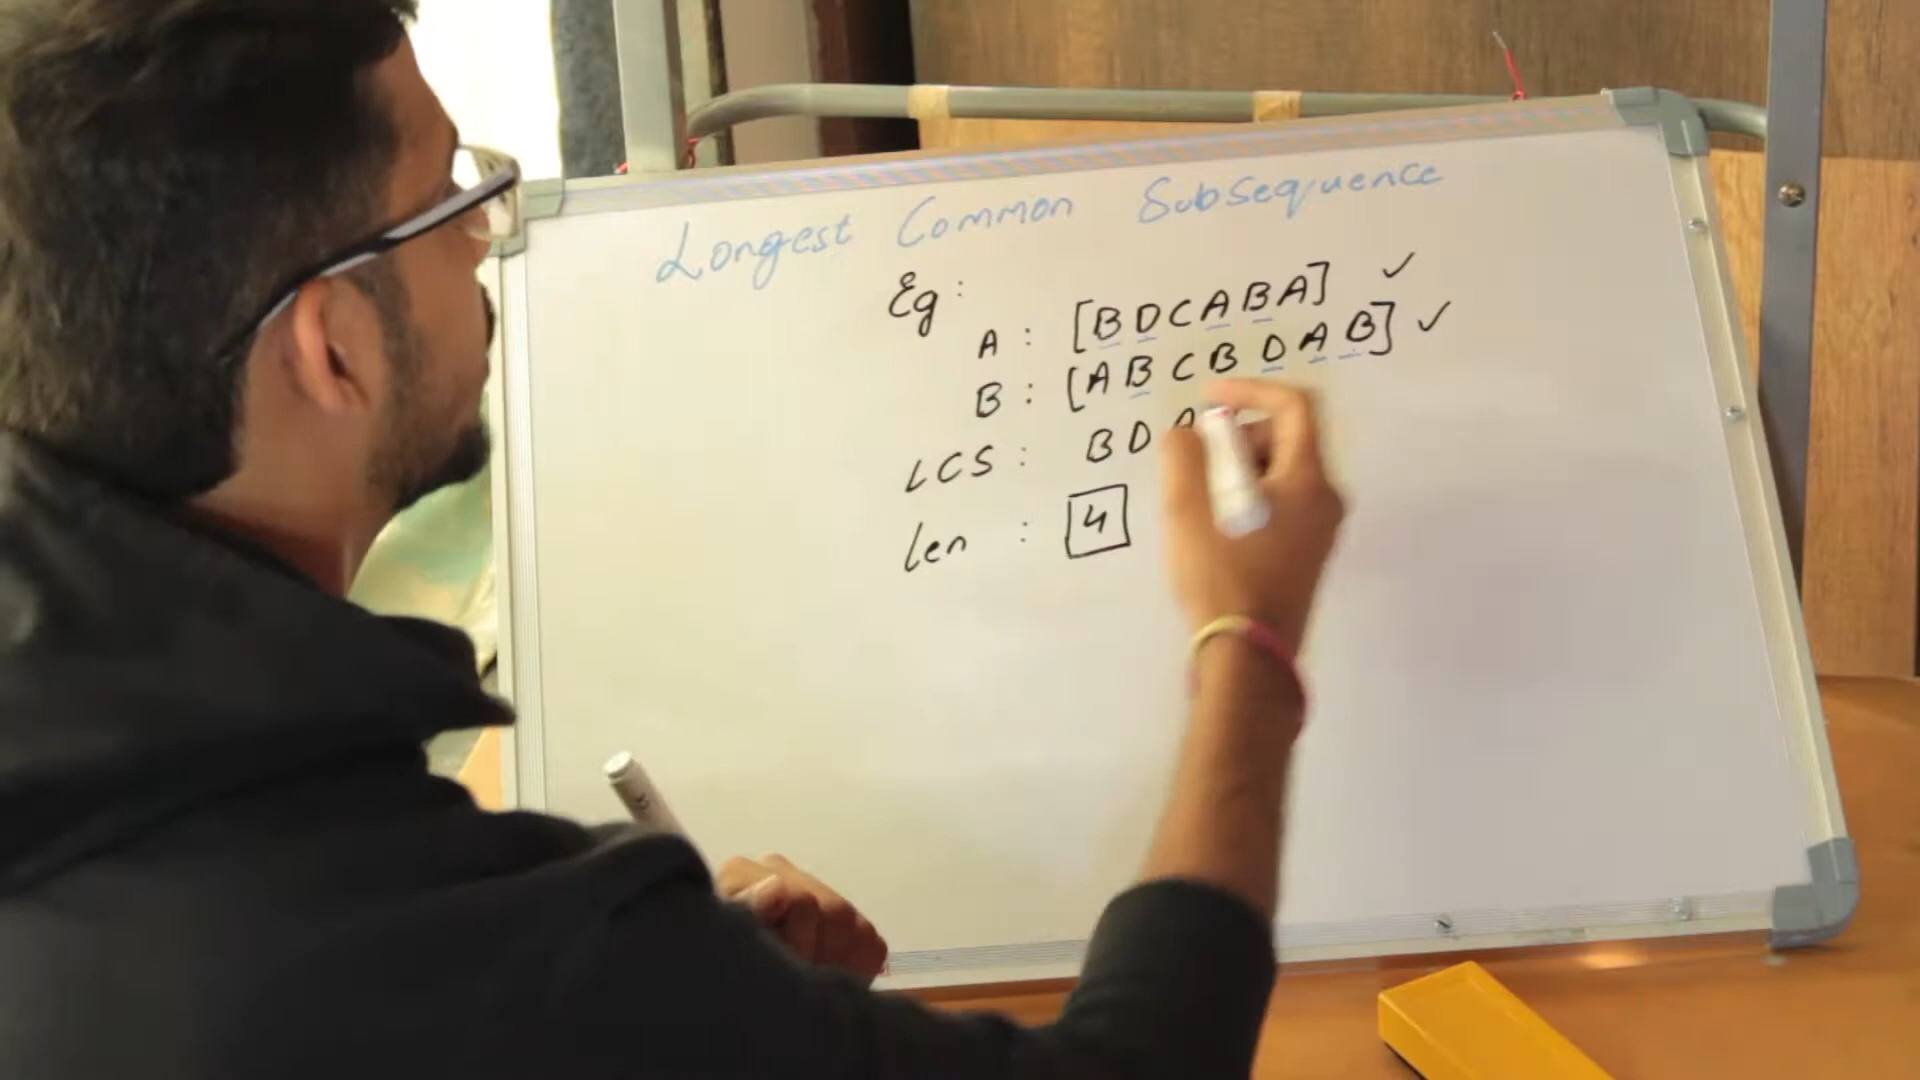 Longest Common Subsequence
Eg:
A : [BDCABA] ✓
B : [ABCBDAB] ✓
LCS : BDA
len : 4